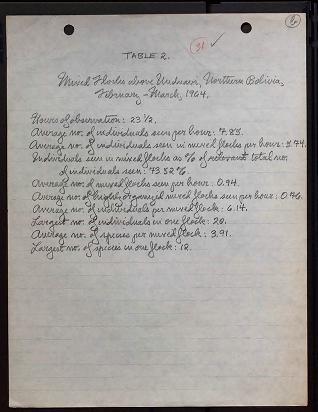 6
31 ✓
TABLE 2.
Mixed Flocks above Unduavi, Northern Bolivia,
February - March, 1964.
Hours of observation: 23 1/2.
Average no. of individuals seen per hour: 7.83.
Average no. of individuals seen in mixed flocks per hour: 5.74.
Individuals seen in mixed flocks as % of relevant total no.
of individuals seen: 73.52%.
Average no. of mixed flocks seen per hour: 0.94.
Average no. of highly organized mixed flocks seen per hour: 0.46.
Average no. of individuals per mixed flock: 6.14.
Largest no. of individuals in one flock: 20.
Average no. of species per mixed flock: 3.91.
Largest no. of species in one flock: 12.